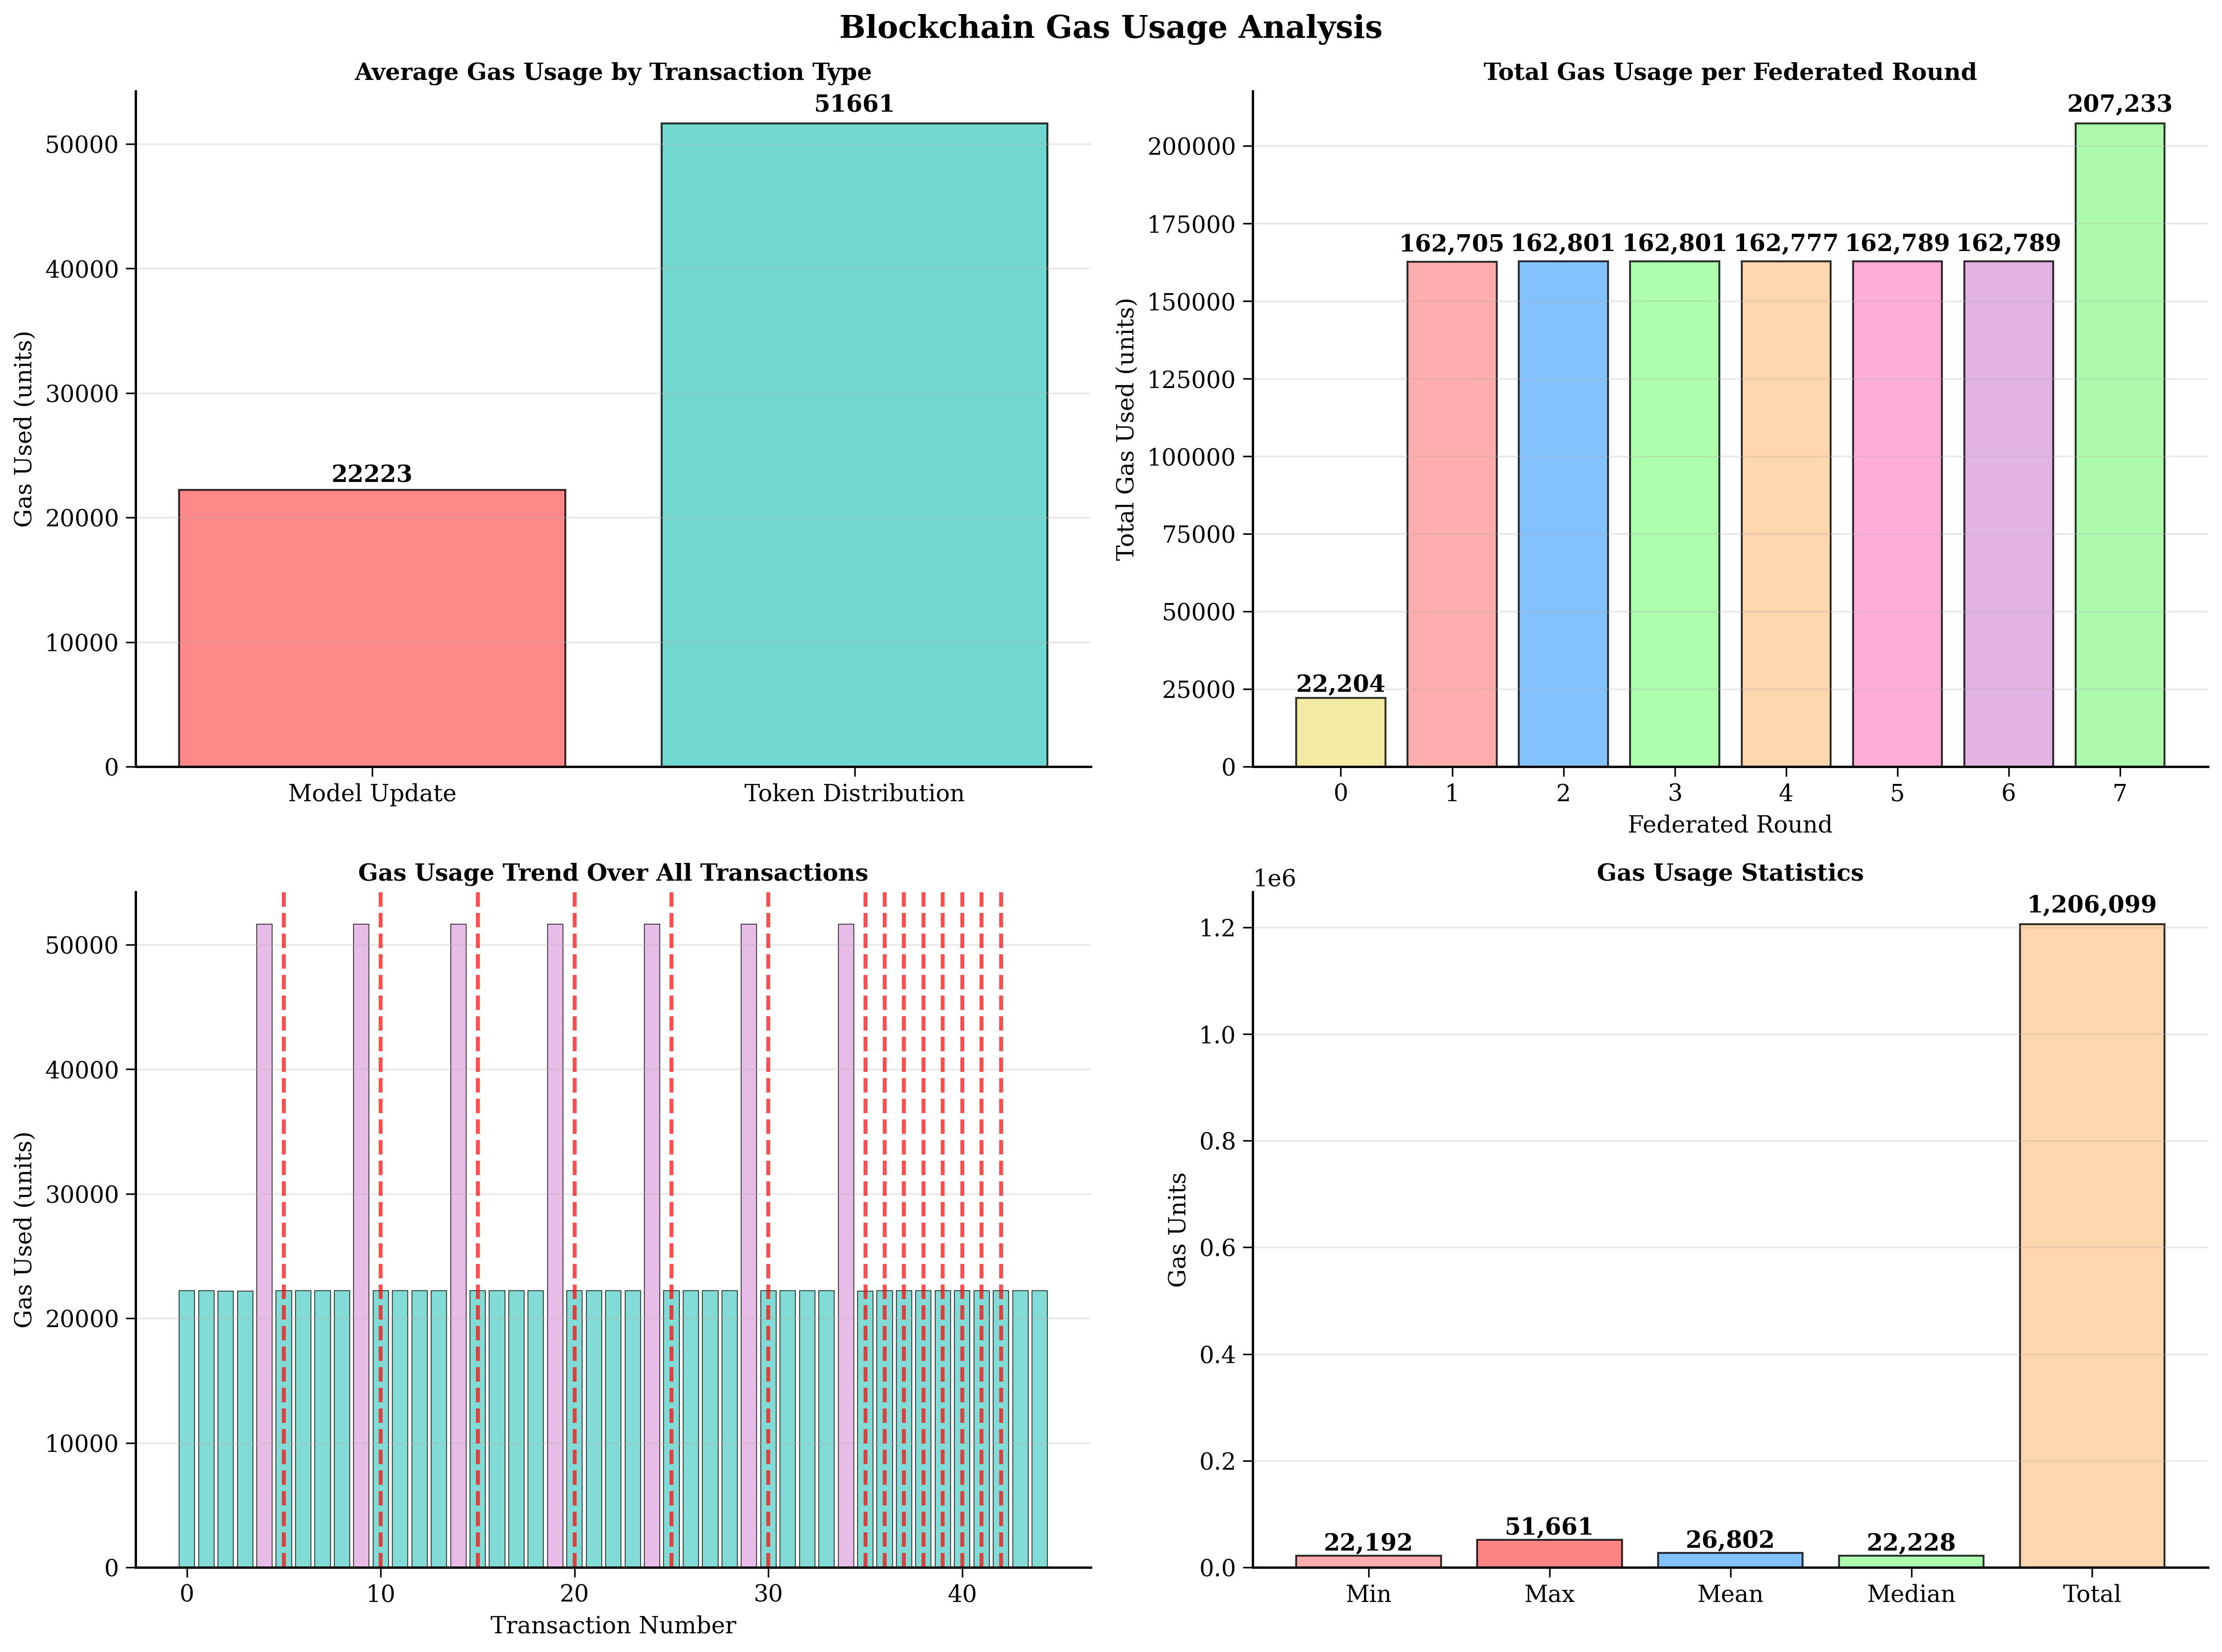 Blockchain Gas Usage Analysis
Average Gas Usage by Transaction Type
51661
50000
40000
30000
22223
20000
10000
0
Gas Used (units)
Model Update
Token Distribution
Total Gas Usage per Federated Round
207,233
200000
175000
162,705 162,801 162,801 162,777 162,789 162,789
150000
125000
100000
75000
50000
25000
22,204
0
Total Gas Used (units)
0 1 2 3 4 5 6 7
Federated Round
Gas Usage Trend Over All Transactions
50000
40000
30000
20000
10000
0
Gas Used (units)
0 10 20 30 40
Transaction Number
Gas Usage Statistics
1e6
1,206,099
1.2
1.0
0.8
0.6
0.4
0.2
0.0
Gas Units
22,192
51,661
26,802
22,228
Min Max Mean Median Total